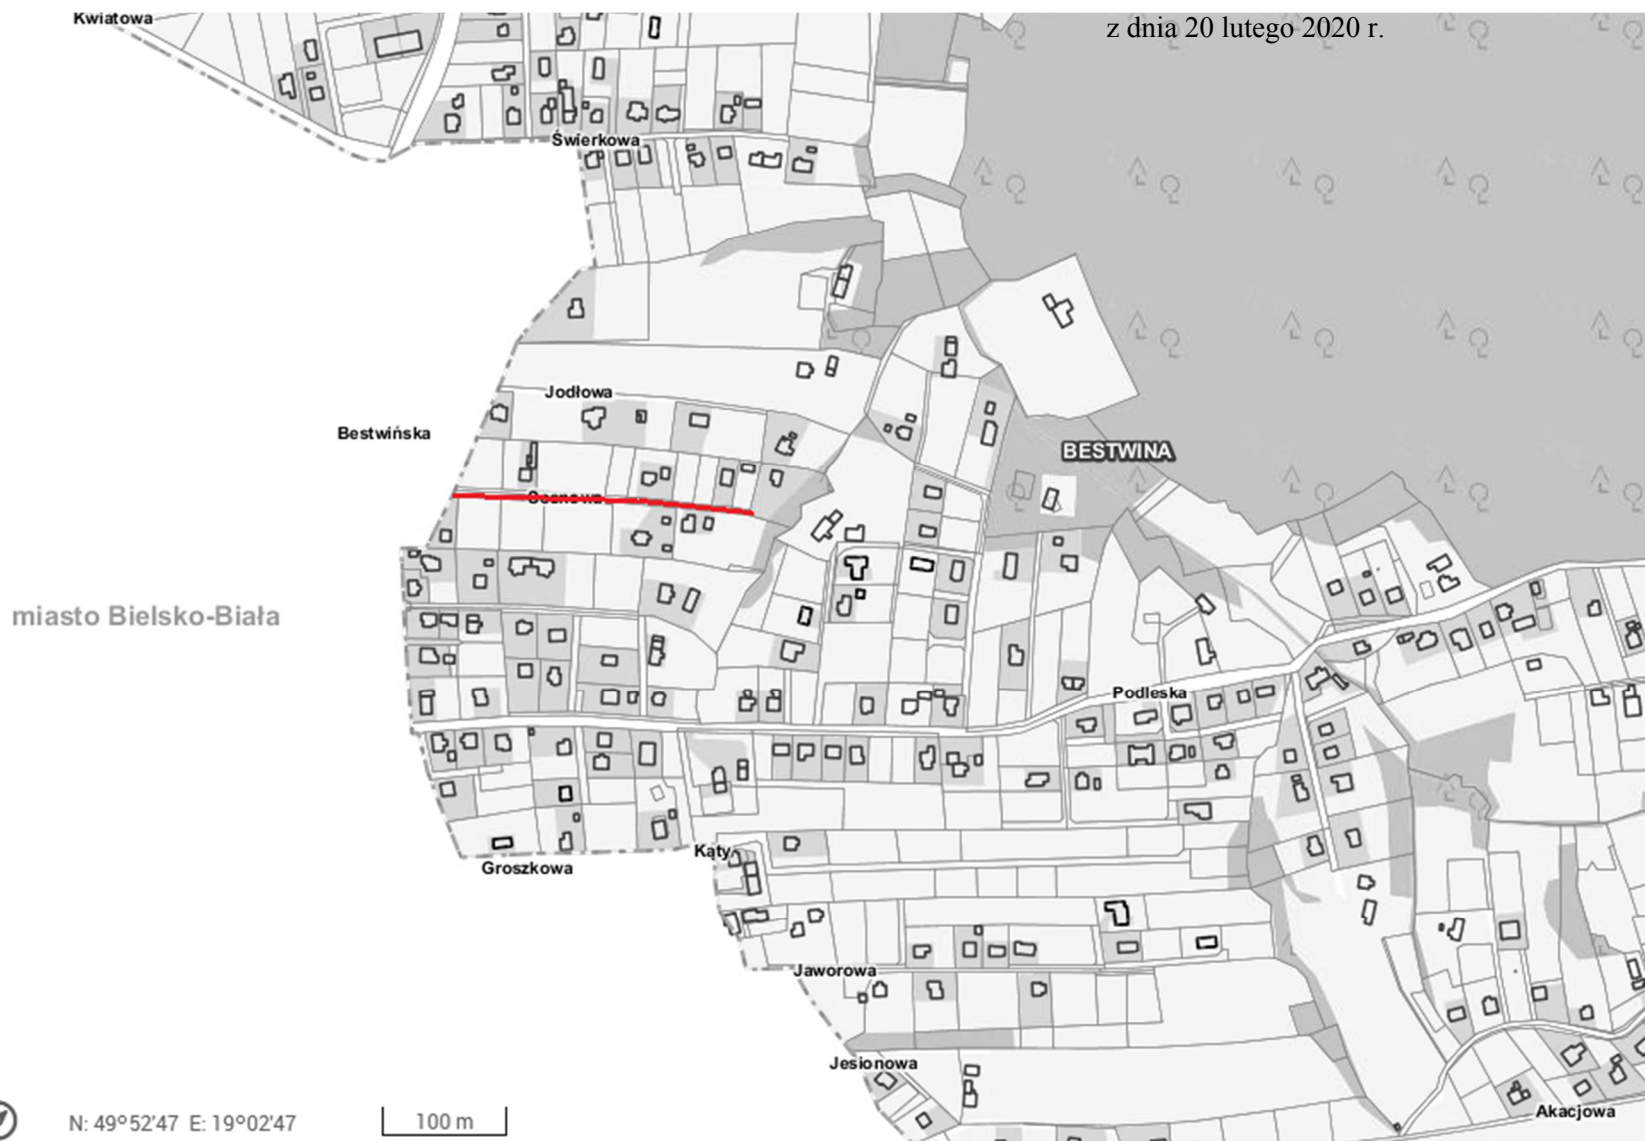 Kwiatowa
z dnia 20 lutego 2020 r.
Świerkowa
Jodłowa
Bestwińska
BESTWINA
Sosnowa
miasto Bielsko-Biała
Podleska
Kąty
Groszkowa
Jaworowa
Jesionowa
Akacjowa
N: 49°52'47 E: 19°02'47
100 m